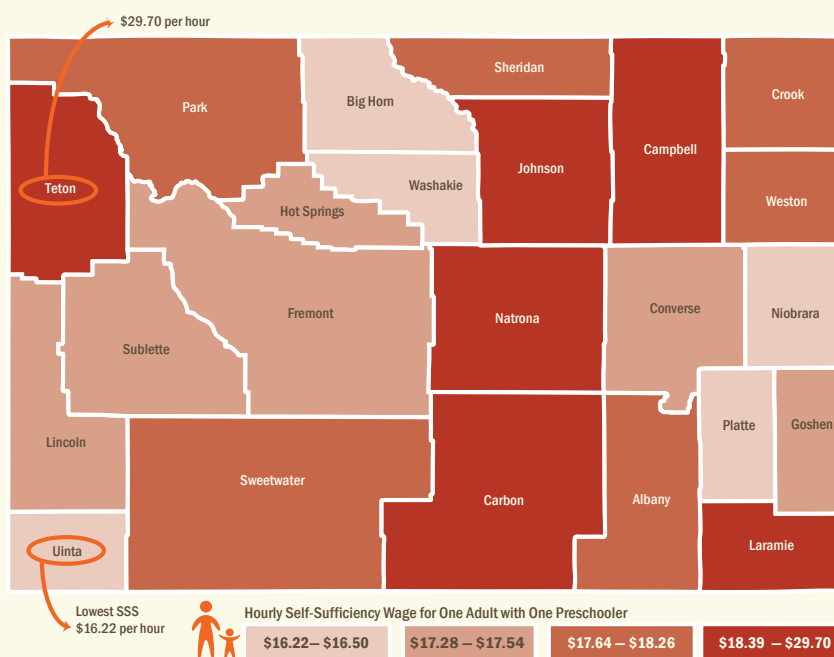 $29.70 per hour
Sheridan
Crook
Park
Big Horn
Campbell
Johnson
Teton
Washakie
Weston
Hot Springs
Fremont
Converse
Niobrara
Natrona
Sublette
Platte
Goshen
Lincoln
Sweetwater
Carbon
Albany
Laramie
Uinta
Lowest SSS
$16.22 per hour
Hourly Self-Sufficiency Wage for One Adult with One Preschooler
$16.22– $16.50
$17.28 – $17.54
$17.64 – $18.26
$18.39 – $29.70